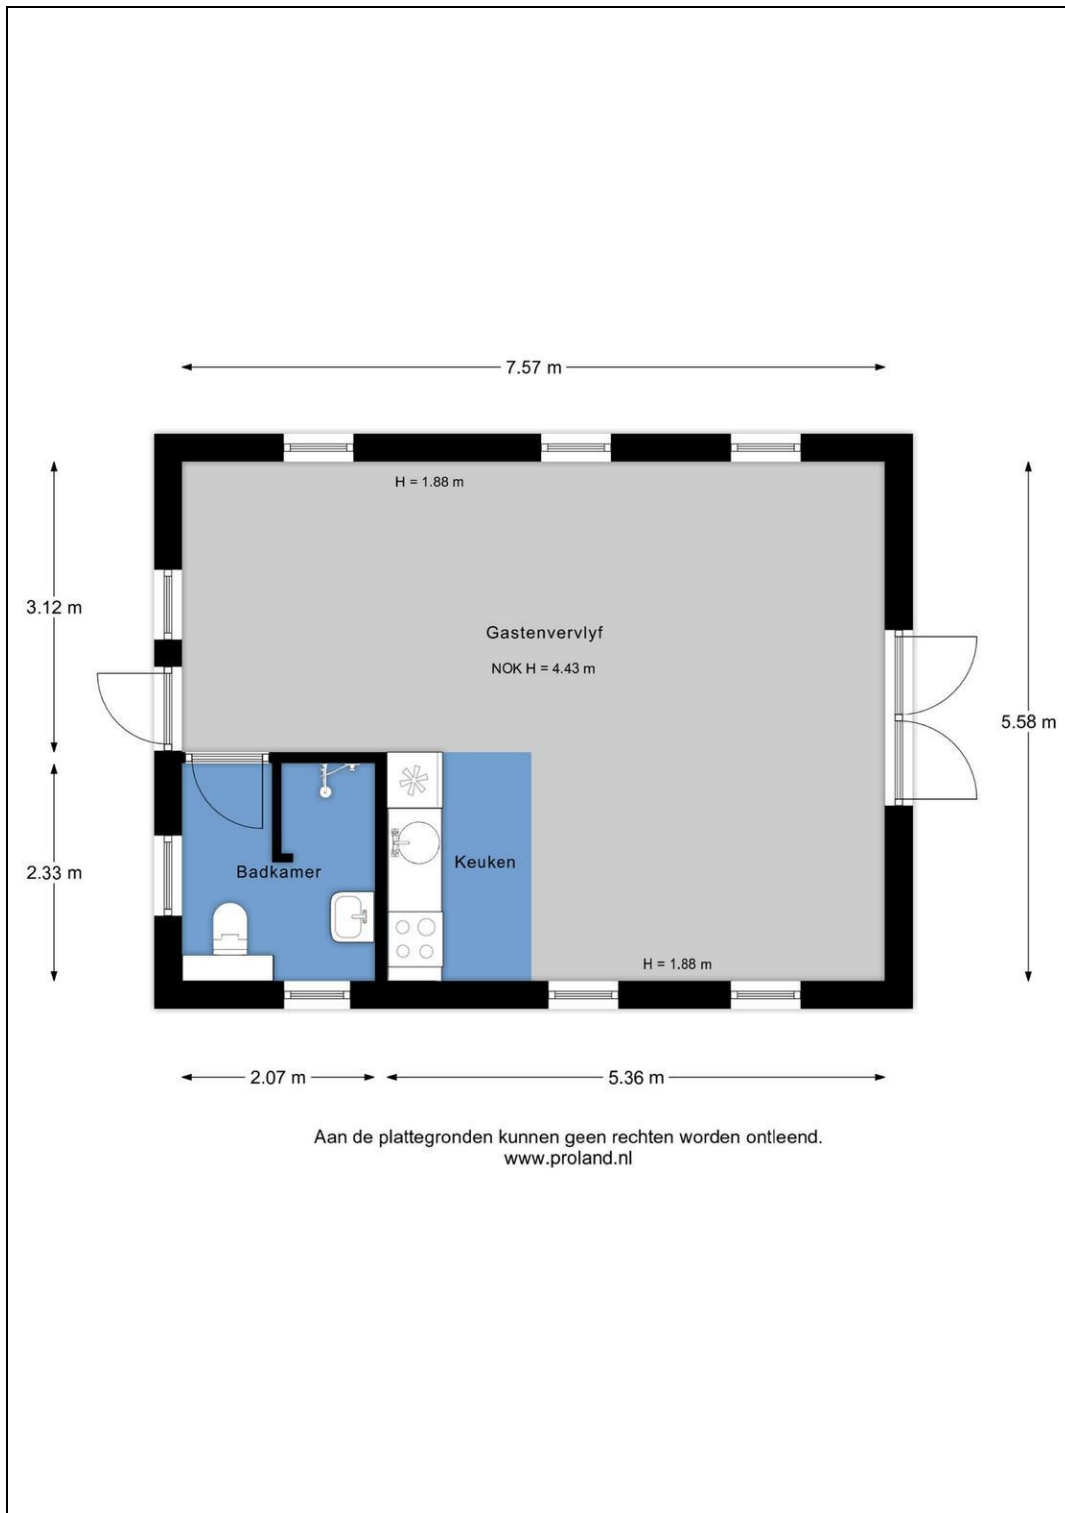 7.57 m
H = 1.88 m
3.12 m
Gastenvervlyf
NOK H = 4.43 m
5.58 m
Keuken
Badkamer
2.33 m
H = 1.88 m
2.07 m
5.36 m
Aan de plattegronden kunnen geen rechten worden ontleend.
www.proland.nl